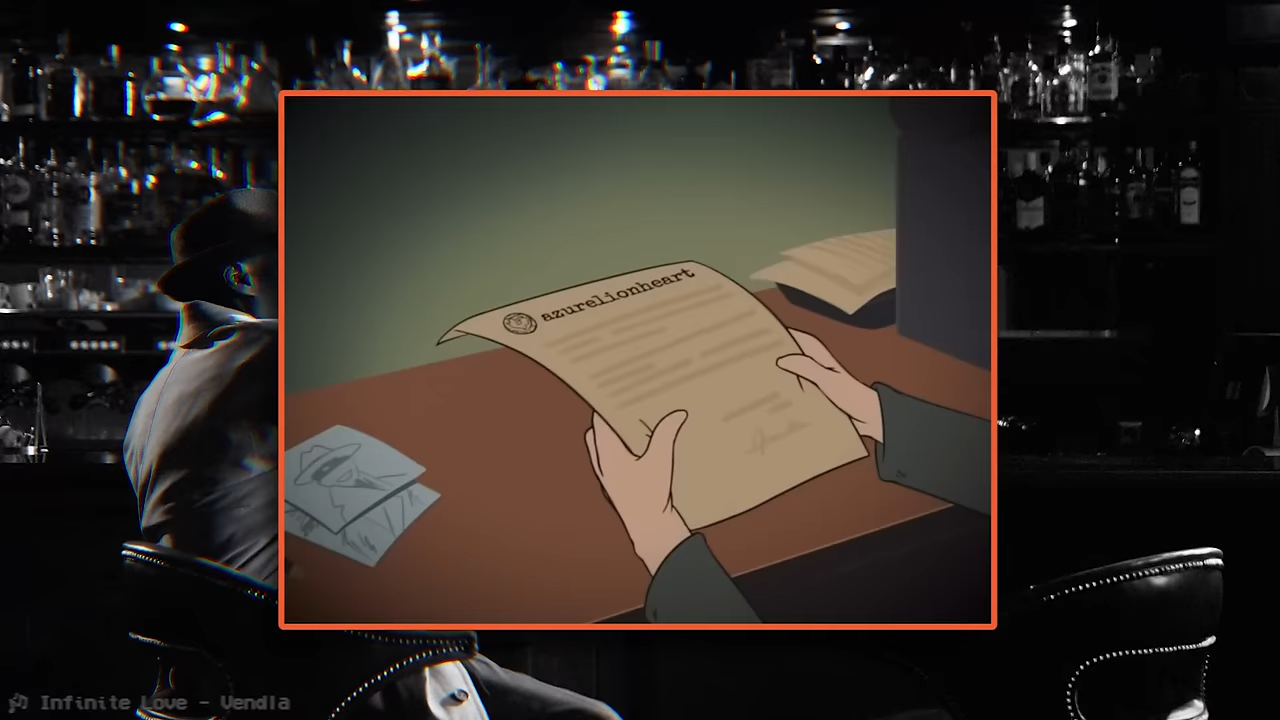 azurelionheart
🎶 Infinite Love - Vendla